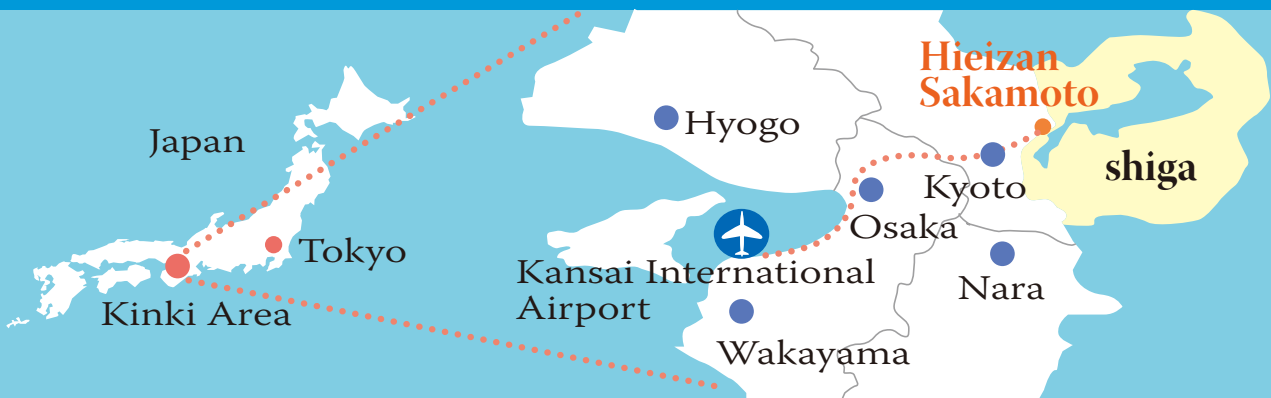 Japan
Tokyo
Kinki Area
Hyogo
Hieizan
Sakamoto
shiga
Kyoto
Osaka
Kansai International
Airport
Nara
Wakayama